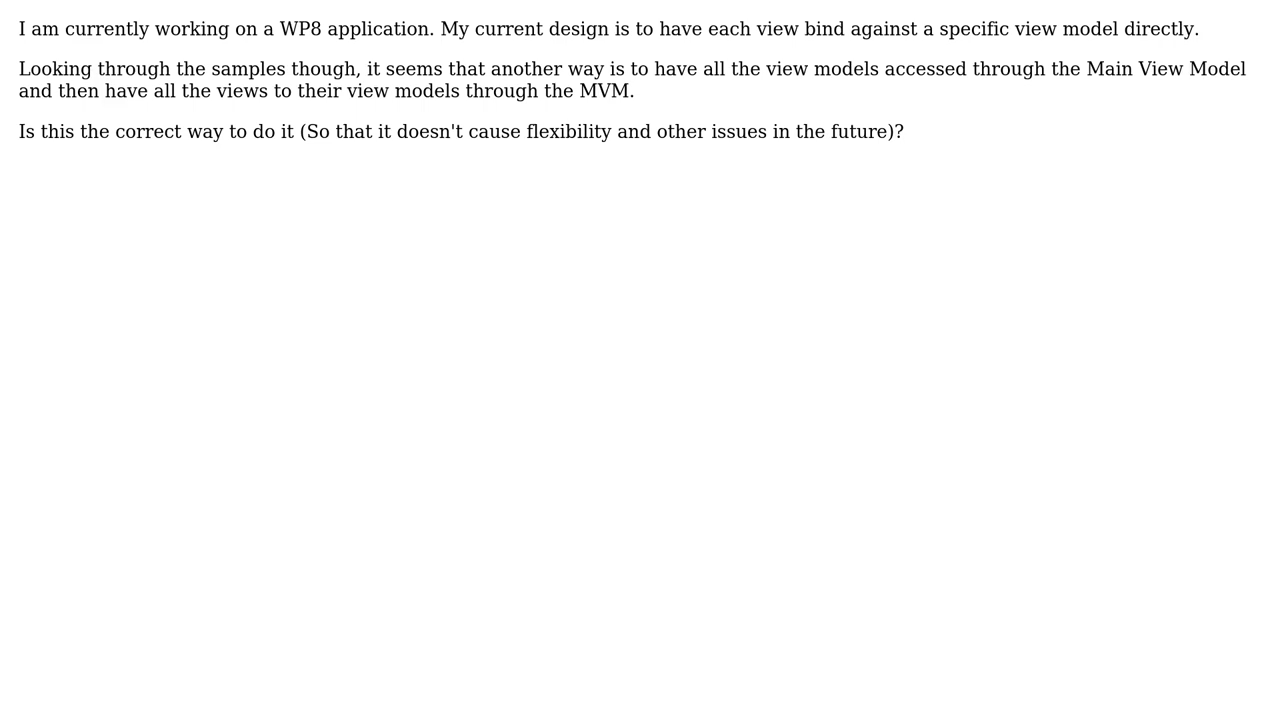 I am currently working on a WP8 application. My current design is to have each view bind against a specific view model directly.
Looking through the samples though, it seems that another way is to have all the view models accessed through the Main View Model
and then have all the views to their view models through the MVM.
Is this the correct way to do it (So that it doesn't cause flexibility and other issues in the future)?